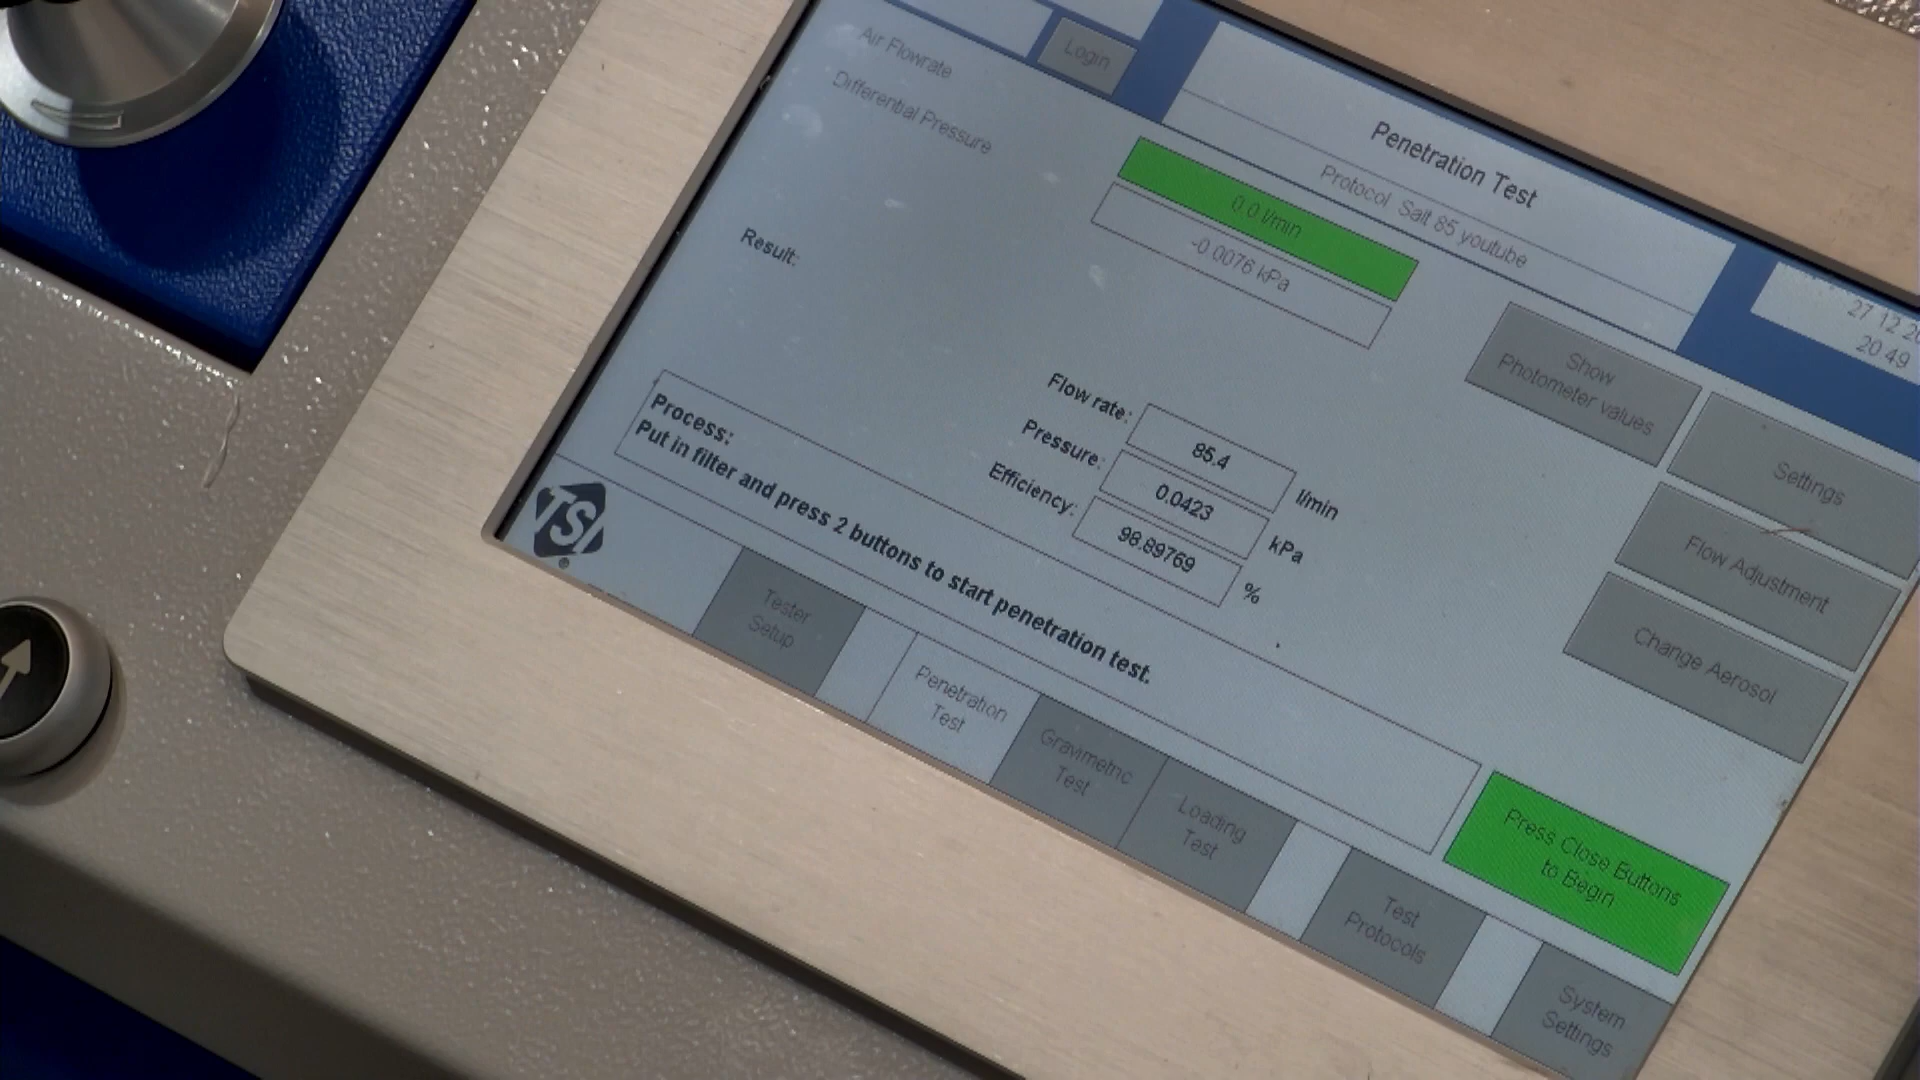 Login
Penetration Test
Protocol Salt 85 youtube
27 12
20 49
Air Flowrate
0.0 l/min
Differential Pressure
-0.0076 kPa
Result:
Flow rate: 85.4 l/min
Pressure: 0.0423 kPa
Efficiency: 98.89769 %
Show
Photometer values
Settings
Flow Adjustment
Change Aerosol
Process:
Put in filter and press 2 buttons to start penetration test.
Press Close Buttons
to Begin
TSI
®
Tester
Setup
Penetration
Test
Gravimetric
Test
Loading
Test
Test
Protocols
System
Settings